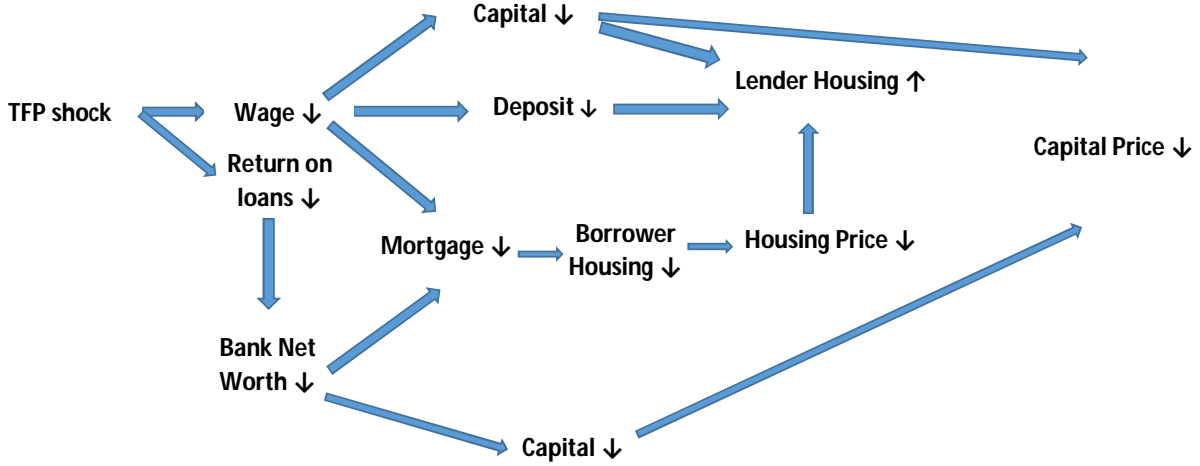 Capital ↓
Lender Housing ↑
TFP shock
Wage ↓
Deposit ↓
Capital Price ↓
Return on
loans ↓
Mortgage ↓
Borrower
Housing ↓
Housing Price ↓
Bank Net
Worth ↓
Capital ↓